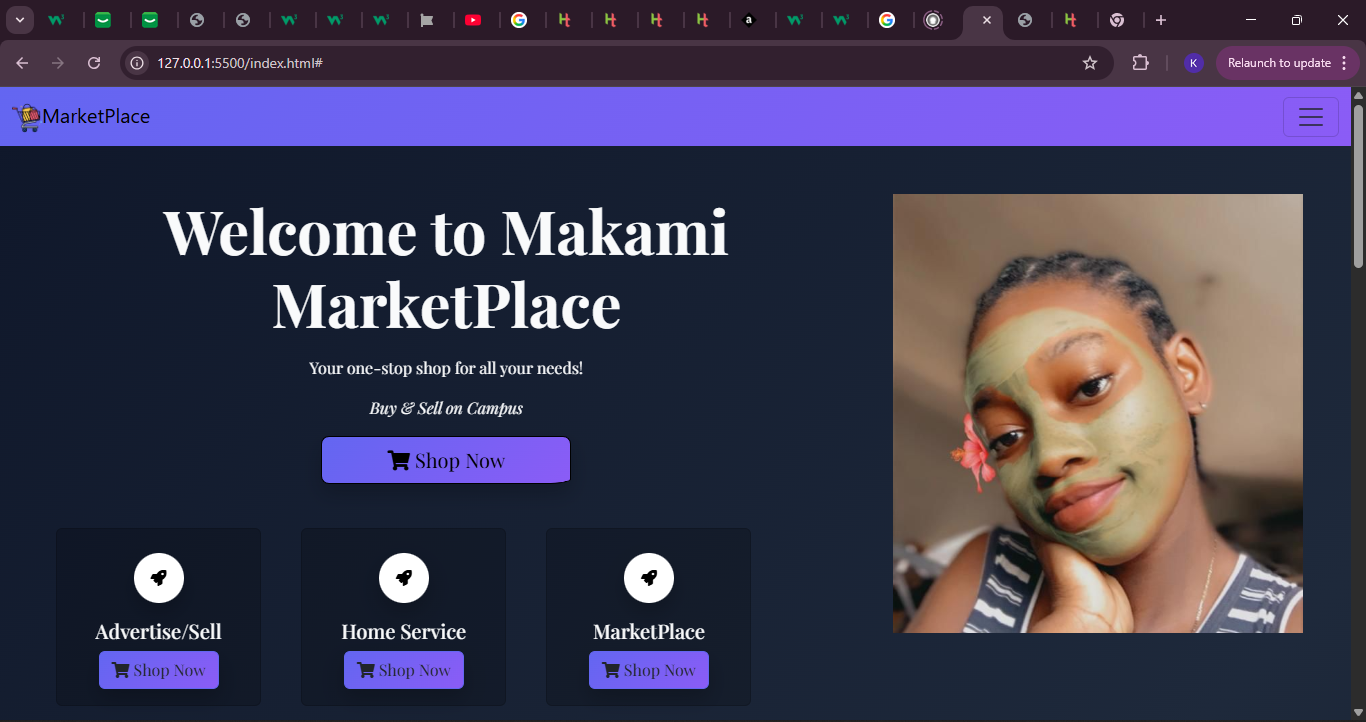 127.0.0.1:5500/index.html#
K
Relaunch to update
MarketPlace
Welcome to Makami
MarketPlace
Your one-stop shop for all your needs!
Buy & Sell on Campus
Shop Now
Advertise/Sell
Home Service
MarketPlace
Shop Now
Shop Now
Shop Now